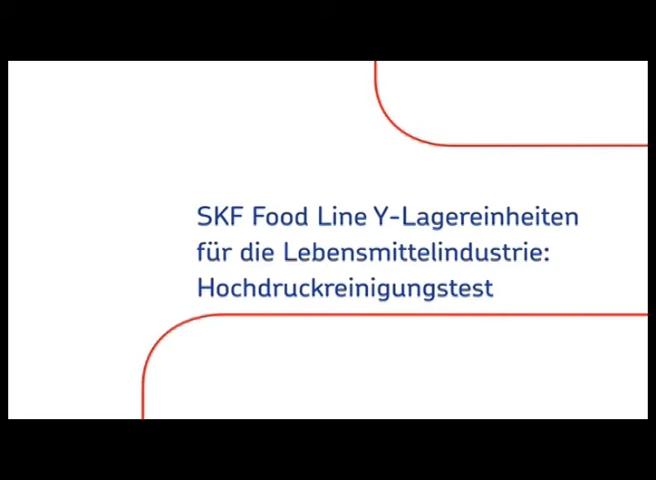 SKF Food Line Y-Lagereinheiten
für die Lebensmittelindustrie:
Hochdruckreinigungstest